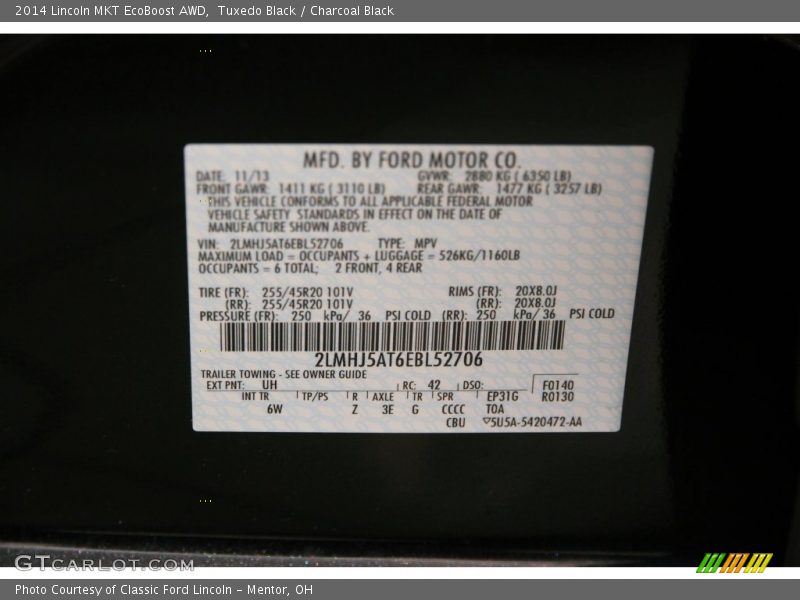 2014 Lincoln MKT EcoBoost AWD,  Tuxedo Black / Charcoal Black
MFD. BY FORD MOTOR CO.
DATE: 11/13 GVWR: 2880 KG ( 6350 LB)
FRONT GAWR: 1411 KG ( 3110 LB) REAR GAWR: 1477 KG ( 3257 LB)
THIS VEHICLE CONFORMS TO ALL APPLICABLE FEDERAL MOTOR
VEHICLE SAFETY STANDARDS IN EFFECT ON THE DATE OF
MANUFACTURE SHOWN ABOVE.
VIN: 2LMHJ5AT6EBL52706 TYPE: MPV
MAXIMUM LOAD = OCCUPANTS + LUGGAGE = 526KG/1160LB
OCCUPANTS = 6 TOTAL; 2 FRONT, 4 REAR
TIRE (FR): 255/45R20 101V RIMS (FR): 20X8.0J
(RR): 255/45R20 101V (RR): 20X8.0J
PRESSURE (FR): 250 kPa/ 36 PSI COLD (RR): 250 kPa/ 36 PSI COLD
2LMHJ5AT6EBL52706
TRAILER TOWING - SEE OWNER GUIDE
EXT PNT: UH RC: 42 DSO: F0140
INT TR TP/PS R AXLE TR SPR EP31G R0130
6W Z 3E G CCCC T0A
CBU ▽5U5A-5420472-AA
GTCARLOT.COM
Photo Courtesy of Classic Ford Lincoln - Mentor, OH